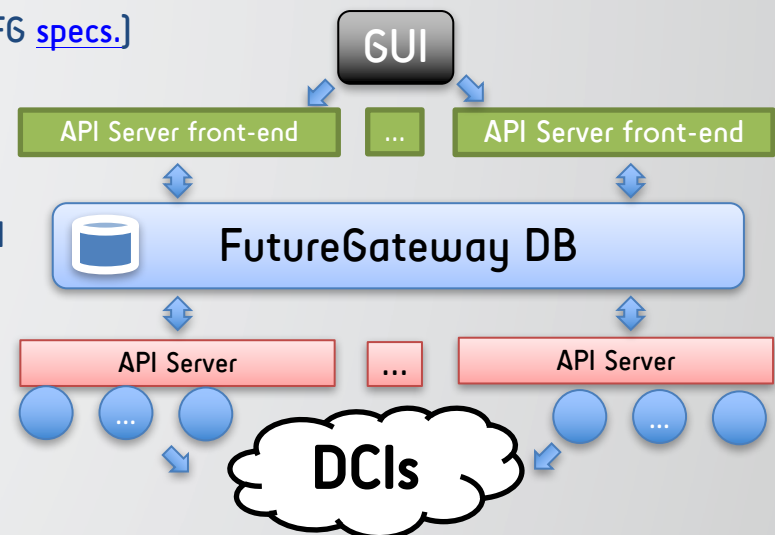 FG specs.)
GUI
API Server front-end
...
API Server front-end
FutureGateway DB
API Server
...
API Server
...
...
DCIs